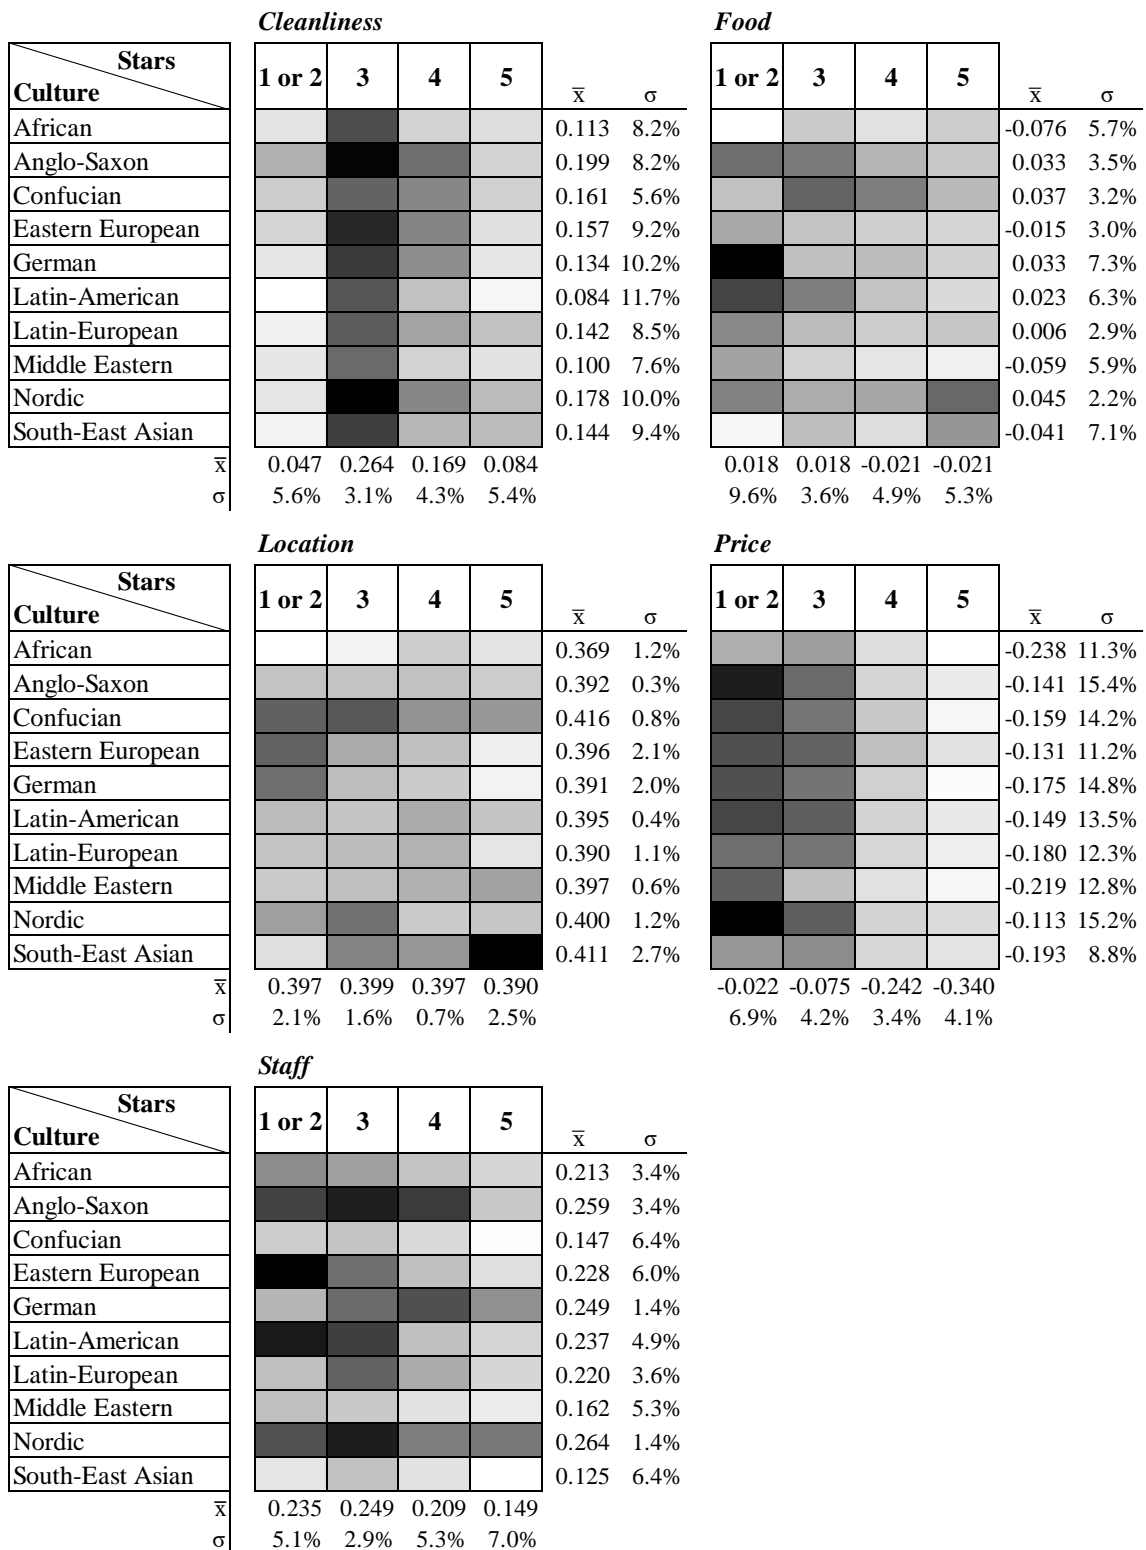 Cleanliness Food
Stars 1 or 2 3 4 5 1 or 2 3 4 5
Culture x̅ σ x̅ σ
African 0.113 8.2% -0.076 5.7%
Anglo-Saxon 0.199 8.2% 0.033 3.5%
Confucian 0.161 5.6% 0.037 3.2%
Eastern European 0.157 9.2% -0.015 3.0%
German 0.134 10.2% 0.033 7.3%
Latin-American 0.084 11.7% 0.023 6.3%
Latin-European 0.142 8.5% 0.006 2.9%
Middle Eastern 0.100 7.6% -0.059 5.9%
Nordic 0.178 10.0% 0.045 2.2%
South-East Asian 0.144 9.4% -0.041 7.1%
x̅ 0.047 0.264 0.169 0.084 0.018 0.018 -0.021 -0.021
σ 5.6% 3.1% 4.3% 5.4% 9.6% 3.6% 4.9% 5.3%
Location Price
Stars 1 or 2 3 4 5 1 or 2 3 4 5
Culture x̅ σ x̅ σ
African 0.369 1.2% -0.238 11.3%
Anglo-Saxon 0.392 0.3% -0.141 15.4%
Confucian 0.416 0.8% -0.159 14.2%
Eastern European 0.396 2.1% -0.131 11.2%
German 0.391 2.0% -0.175 14.8%
Latin-American 0.395 0.4% -0.149 13.5%
Latin-European 0.390 1.1% -0.180 12.3%
Middle Eastern 0.397 0.6% -0.219 12.8%
Nordic 0.400 1.2% -0.113 15.2%
South-East Asian 0.411 2.7% -0.193 8.8%
x̅ 0.397 0.399 0.397 0.390 -0.022 -0.075 -0.242 -0.340
σ 2.1% 1.6% 0.7% 2.5% 6.9% 4.2% 3.4% 4.1%
Staff
Stars 1 or 2 3 4 5
Culture x̅ σ
African 0.213 3.4%
Anglo-Saxon 0.259 3.4%
Confucian 0.147 6.4%
Eastern European 0.228 6.0%
German 0.249 1.4%
Latin-American 0.237 4.9%
Latin-European 0.220 3.6%
Middle Eastern 0.162 5.3%
Nordic 0.264 1.4%
South-East Asian 0.125 6.4%
x̅ 0.235 0.249 0.209 0.149
σ 5.1% 2.9% 5.3% 7.0%